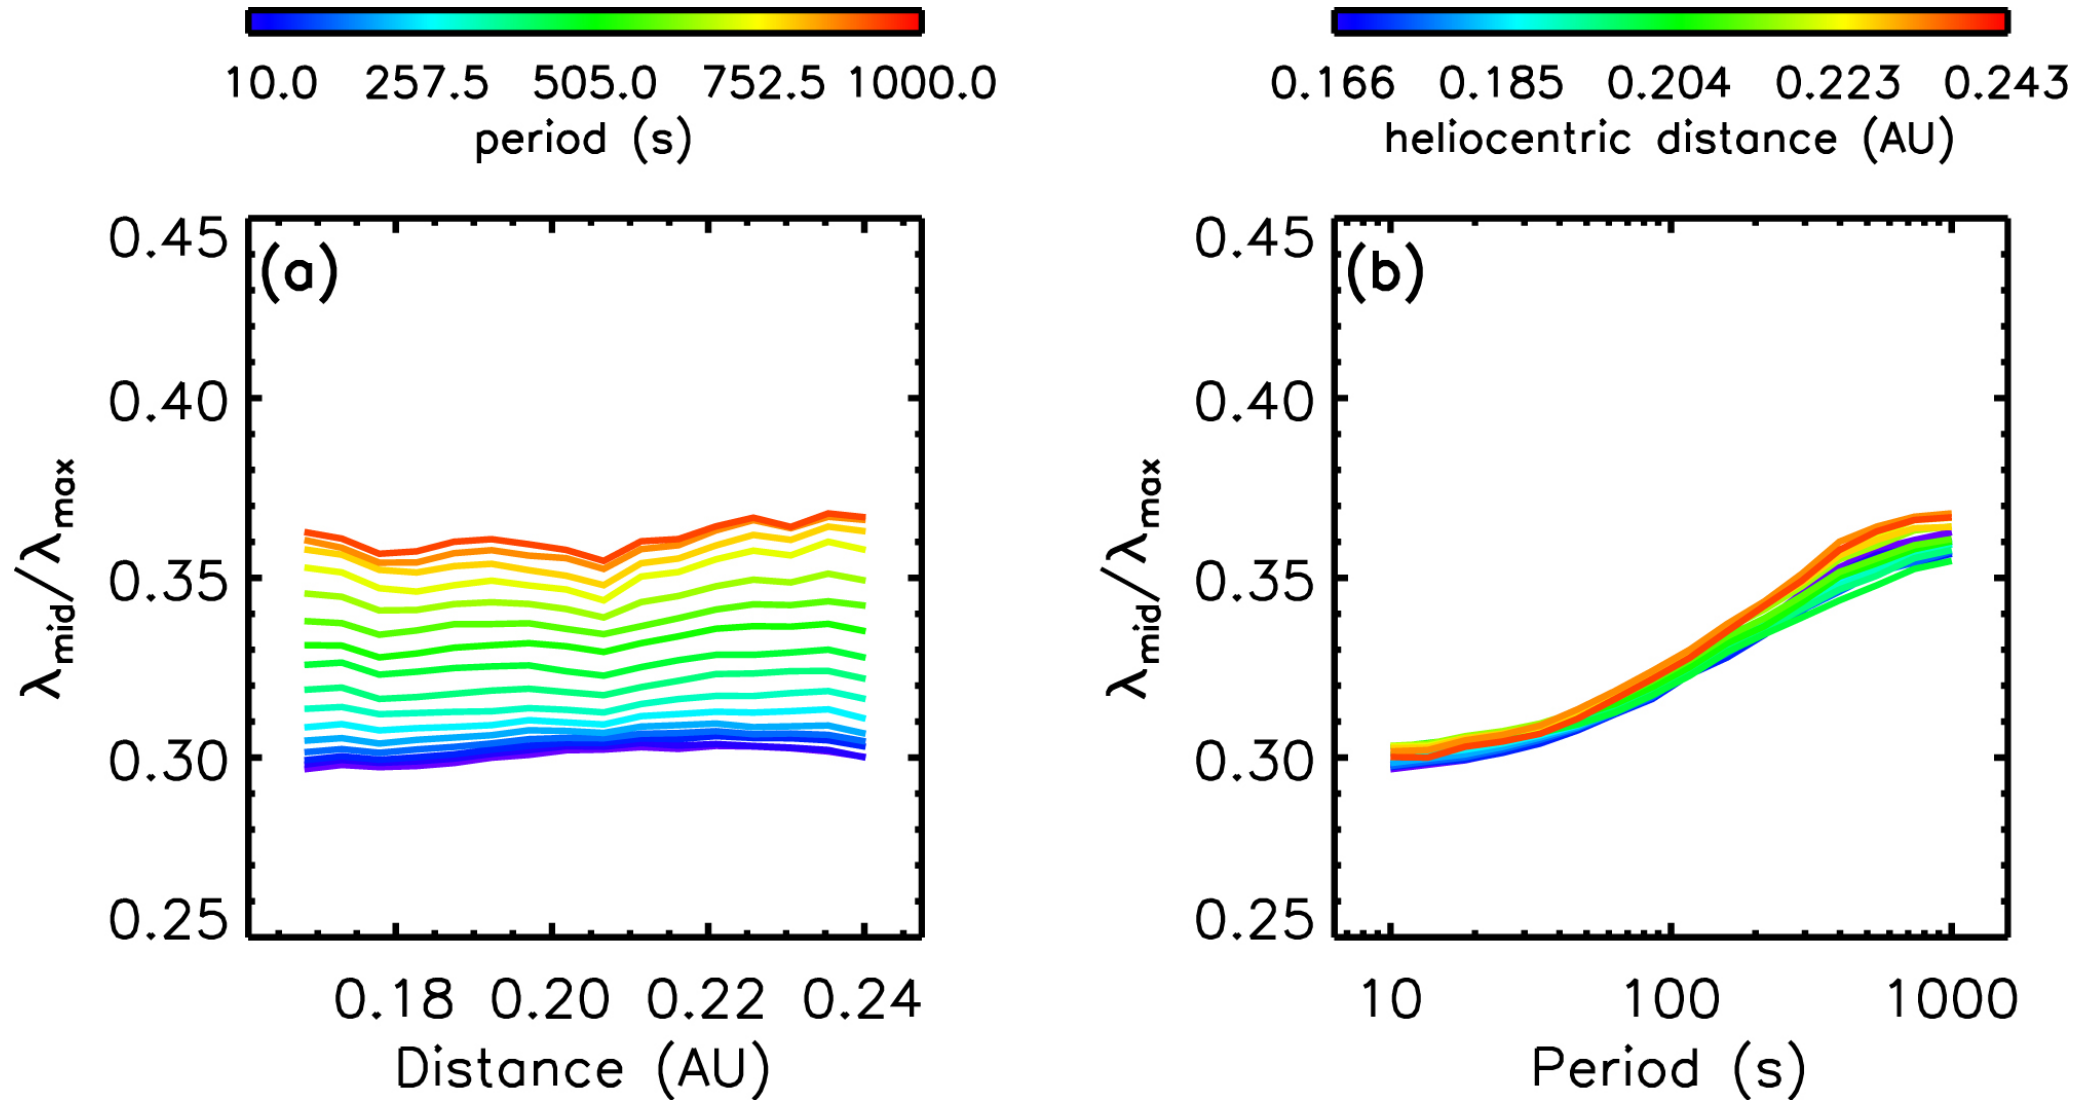 10.0 257.5 505.0 752.5 1000.0
period (s)
0.166 0.185 0.204 0.223 0.243
heliocentric distance (AU)
(a)
0.45
0.40
0.35
0.30
0.25
λmid/λmax
0.18 0.20 0.22 0.24
Distance (AU)
(b)
0.45
0.40
0.35
0.30
0.25
λmid/λmax
10 100 1000
Period (s)